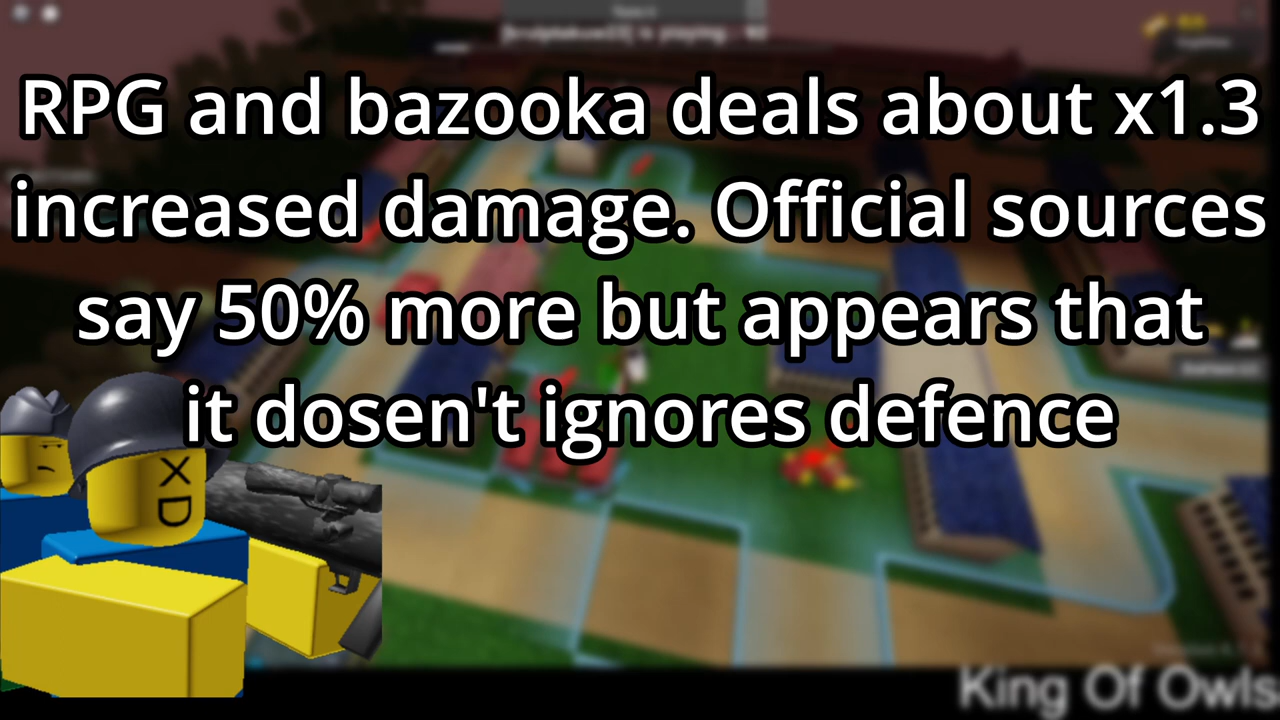 RPG and bazooka deals about x1.3
increased damage. Official sources
say 50% more but appears that
it dosen't ignores defence
XD
King Of Owls